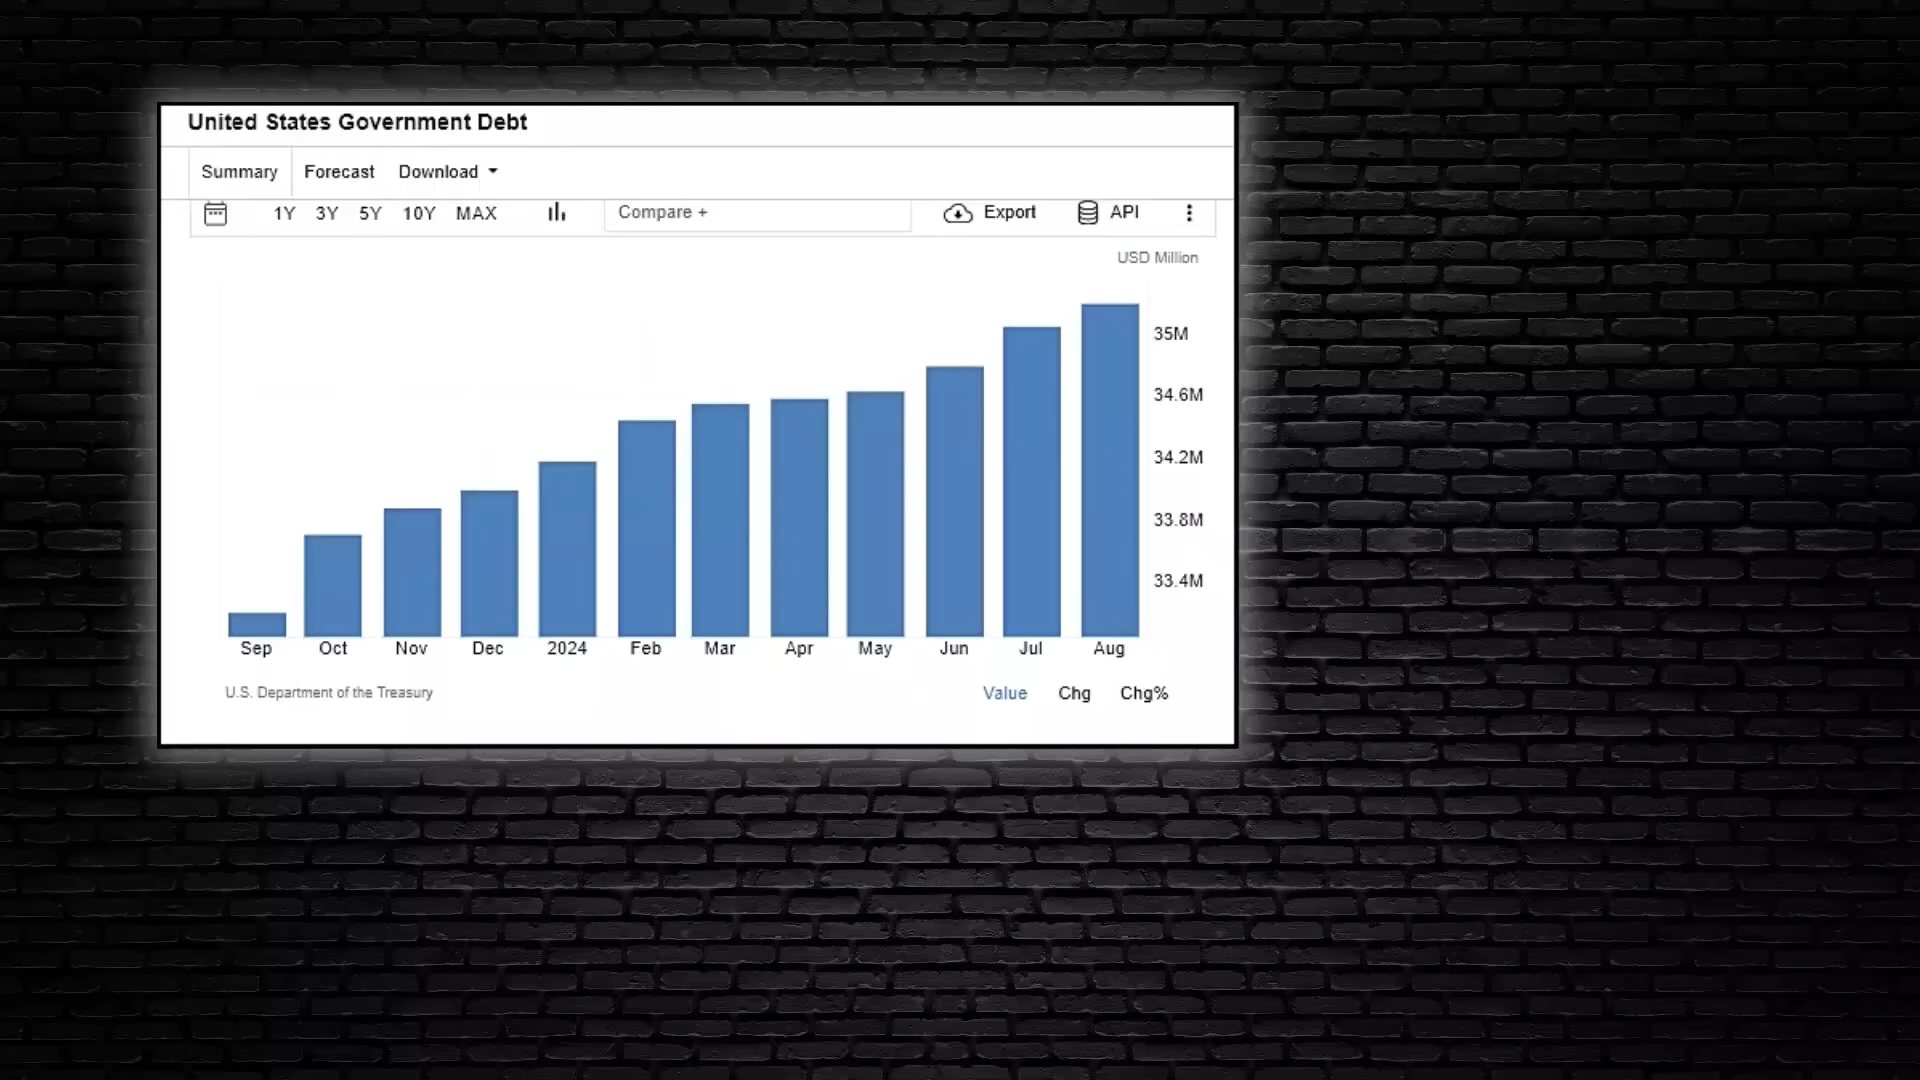 United States Government Debt
Summary Forecast Download
1Y 3Y 5Y 10Y MAX Compare + Export API
USD Million
35M
34.6M
34.2M
33.8M
33.4M
Sep Oct Nov Dec 2024 Feb Mar Apr May Jun Jul Aug
U.S. Department of the Treasury Value Chg Chg%